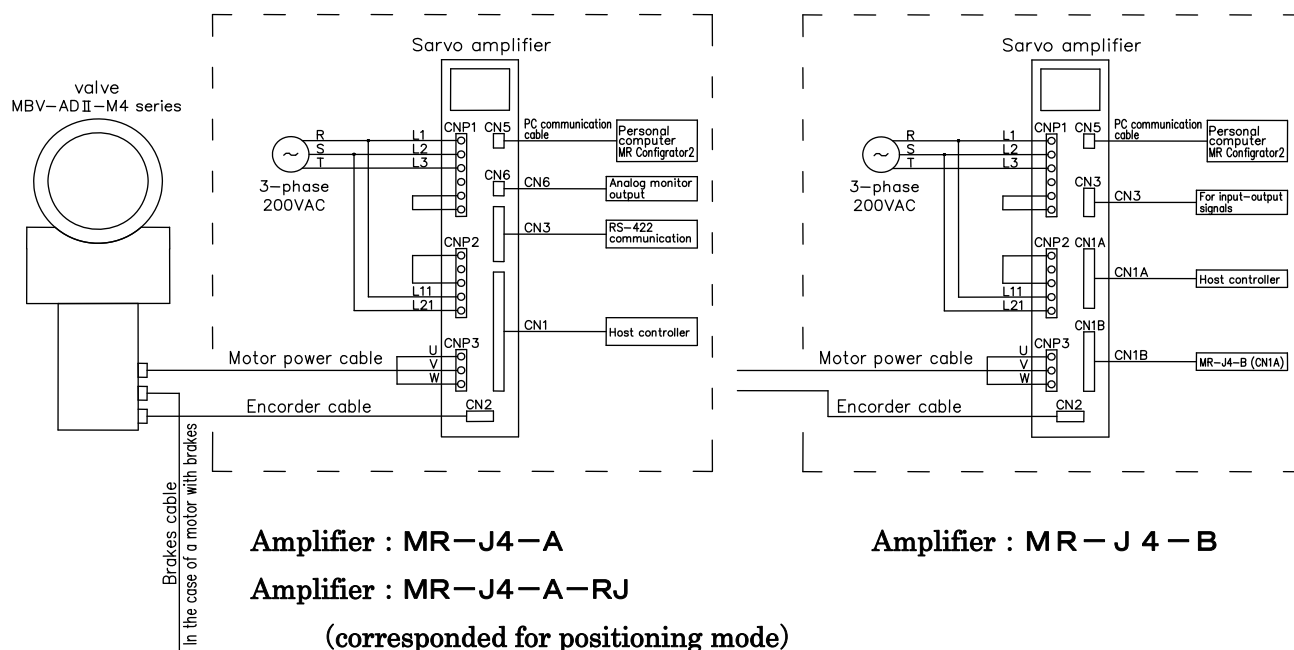 valve
MBV-ADⅡ-M4 series
Sarvo amplifier
CNP1
CN5
PC communication
cable
Personal
computer
MR Configrator2
R
S
T
L1
L2
L3
~
3-phase
200VAC
CN6
CN6
Analog monitor
output
CN3
RS-422
communication
CNP2
L11
L21
CN1
Host controller
CNP3
U
V
W
Motor power cable
Encorder cable
CN2
Brakes cable
In the case of a motor with brakes
Amplifier : MR-J4-A
Amplifier : MR-J4-A-RJ
(corresponded for positioning mode)
Sarvo amplifier
CNP1
CN5
PC communication
cable
Personal
computer
MR Configrator2
R
S
T
L1
L2
L3
~
3-phase
200VAC
CN3
CN3
For input-output
signals
CNP2
CN1A
CN1A
Host controller
L11
L21
CN1B
CN1B
MR-J4-B (CN1A)
CNP3
U
V
W
Motor power cable
Encorder cable
CN2
Amplifier : MR-J4-B